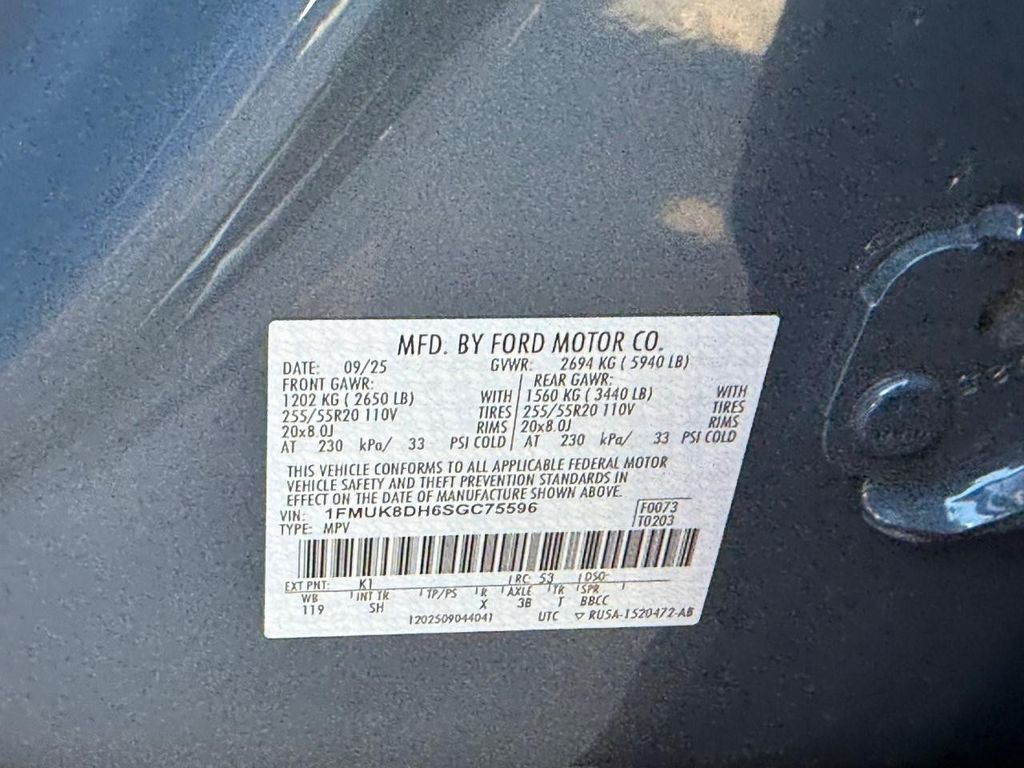 MFD. BY FORD MOTOR CO.
DATE: 09/25 GVWR: 2694 KG ( 5940 LB)
FRONT GAWR: REAR GAWR:
1202 KG ( 2650 LB) WITH 1560 KG ( 3440 LB) WITH
255/55R20 110V TIRES 255/55R20 110V TIRES
20x8.0J RIMS 20x8.0J RIMS
AT 230 kPa/ 33 PSI COLD AT 230 kPa/ 33 PSI COLD
THIS VEHICLE CONFORMS TO ALL APPLICABLE FEDERAL MOTOR
VEHICLE SAFETY AND THEFT PREVENTION STANDARDS IN
EFFECT ON THE DATE OF MANUFACTURE SHOWN ABOVE.
VIN: 1FMUK8DH6SGC75596 F0073
TYPE: MPV T0203
EXT PNT: K1 RC: 53 DSO:
WB INT TR TP/PS R AXLE TR SPR
119 SH X 3B T BBCC
1202509044041 UTC ▽ RU5A-1520472-AB